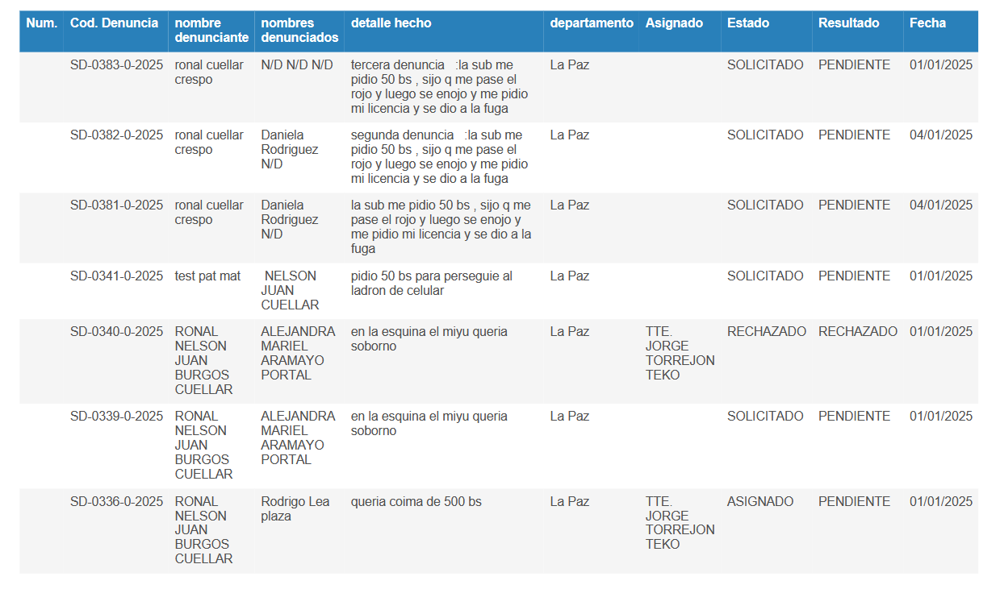 Num. Cod. Denuncia nombre denunciante nombres denunciados detalle hecho departamento Asignado Estado Resultado Fecha
SD-0383-0-2025 ronal cuellar crespo N/D N/D N/D tercera denuncia :la sub me pidio 50 bs , sijo q me pase el rojo y luego se enojo y me pidio mi licencia y se dio a la fuga La Paz SOLICITADO PENDIENTE 01/01/2025
SD-0382-0-2025 ronal cuellar crespo Daniela Rodriguez N/D segunda denuncia :la sub me pidio 50 bs , sijo q me pase el rojo y luego se enojo y me pidio mi licencia y se dio a la fuga La Paz SOLICITADO PENDIENTE 04/01/2025
SD-0381-0-2025 ronal cuellar crespo Daniela Rodriguez N/D la sub me pidio 50 bs , sijo q me pase el rojo y luego se enojo y me pidio mi licencia y se dio a la fuga La Paz SOLICITADO PENDIENTE 04/01/2025
SD-0341-0-2025 test pat mat NELSON JUAN CUELLAR pidio 50 bs para perseguie al ladron de celular La Paz SOLICITADO PENDIENTE 01/01/2025
SD-0340-0-2025 RONAL NELSON JUAN BURGOS CUELLAR ALEJANDRA MARIEL ARAMAYO PORTAL en la esquina el miyu queria soborno La Paz TTE. JORGE TORREJON TEKO RECHAZADO RECHAZADO 01/01/2025
SD-0339-0-2025 RONAL NELSON JUAN BURGOS CUELLAR ALEJANDRA MARIEL ARAMAYO PORTAL en la esquina el miyu queria soborno La Paz SOLICITADO PENDIENTE 01/01/2025
SD-0336-0-2025 RONAL NELSON JUAN BURGOS CUELLAR Rodrigo Lea plaza queria coima de 500 bs La Paz TTE. JORGE TORREJON TEKO ASIGNADO PENDIENTE 01/01/2025